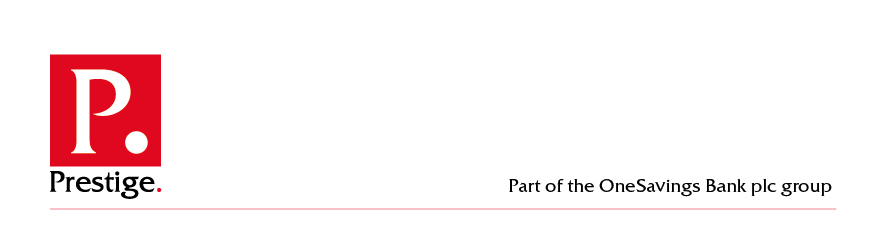 P.
Prestige.
Part of the OneSavings Bank plc group